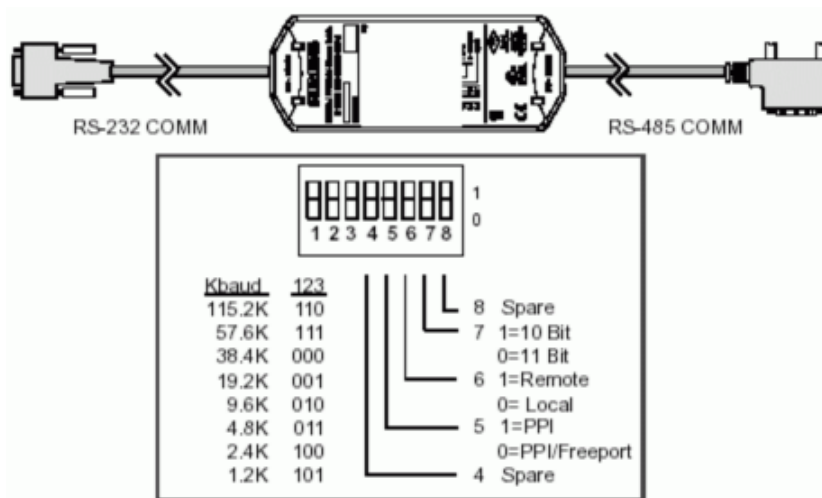 RS-232 COMM
RS-485 COMM
1
0
1 2 3 4 5 6 7 8
Kbaud 123
115.2K 110
57.6K 111
38.4K 000
19.2K 001
9.6K 010
4.8K 011
2.4K 100
1.2K 101
8 Spare
7 1=10 Bit
0=11 Bit
6 1=Remote
0= Local
5 1=PPI
0=PPI/Freeport
4 Spare